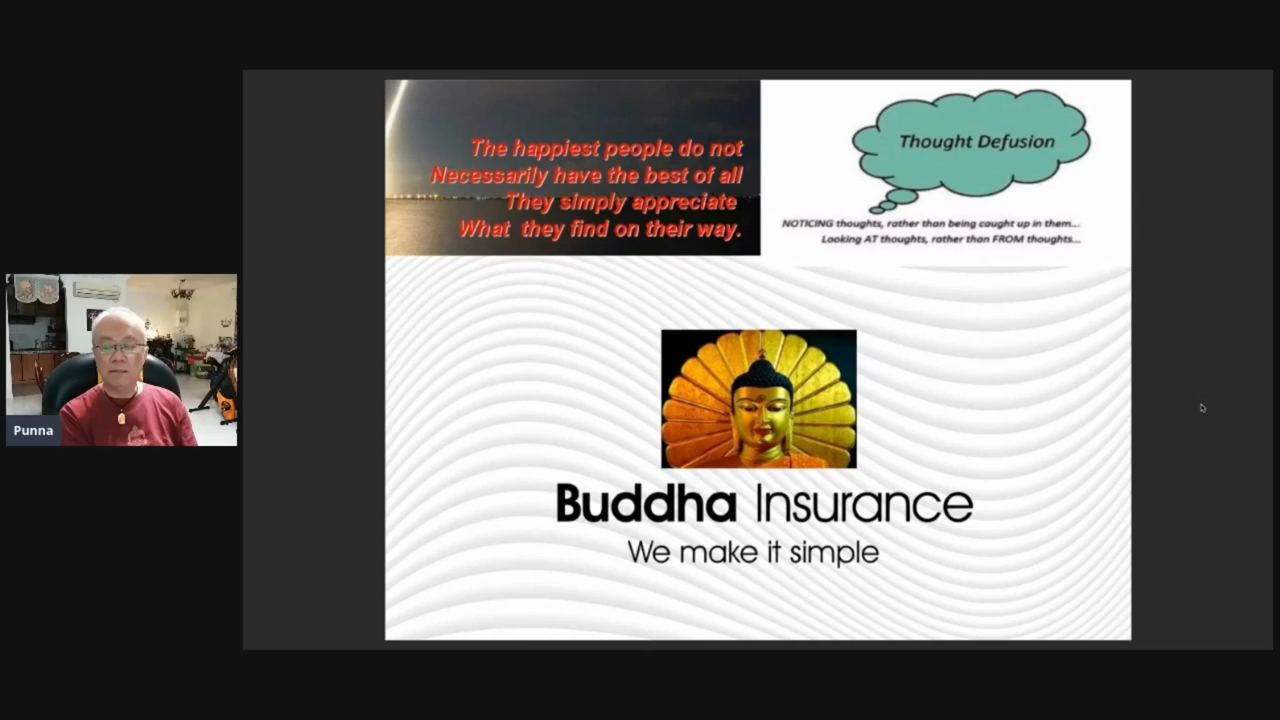 The happiest people do not
Necessarily have the best of all
They simply appreciate
What they find on their way.
Thought Defusion
NOTICING thoughts, rather than being caught up in them...
Looking AT thoughts, rather than FROM thoughts...
Punna
Buddha Insurance
We make it simple